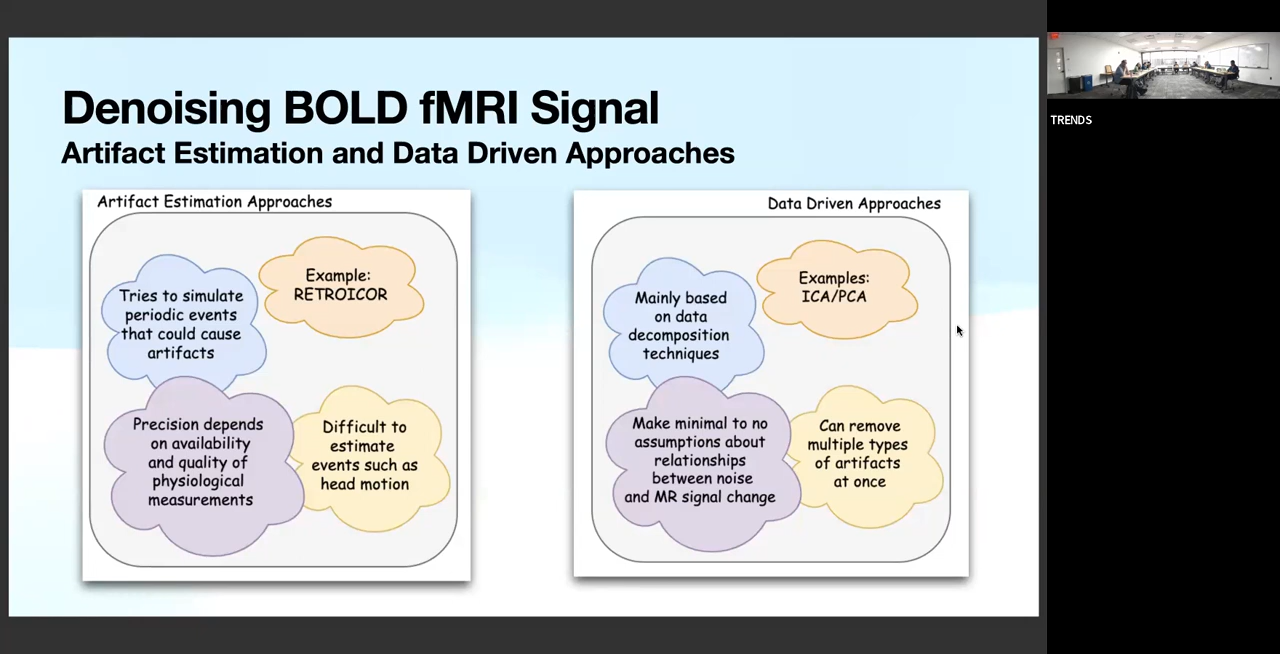 Denoising BOLD fMRI Signal
Artifact Estimation and Data Driven Approaches
Artifact Estimation Approaches
Example:
RETROICOR
Tries to simulate
periodic events
that could cause
artifacts
Precision depends
on availability
and quality of
physiological
measurements
Difficult to
estimate
events such as
head motion
Data Driven Approaches
Examples:
ICA/PCA
Mainly based
on data
decomposition
techniques
Make minimal to no
assumptions about
relationships
between noise
and MR signal change
Can remove
multiple types
of artifacts
at once
TRENDS